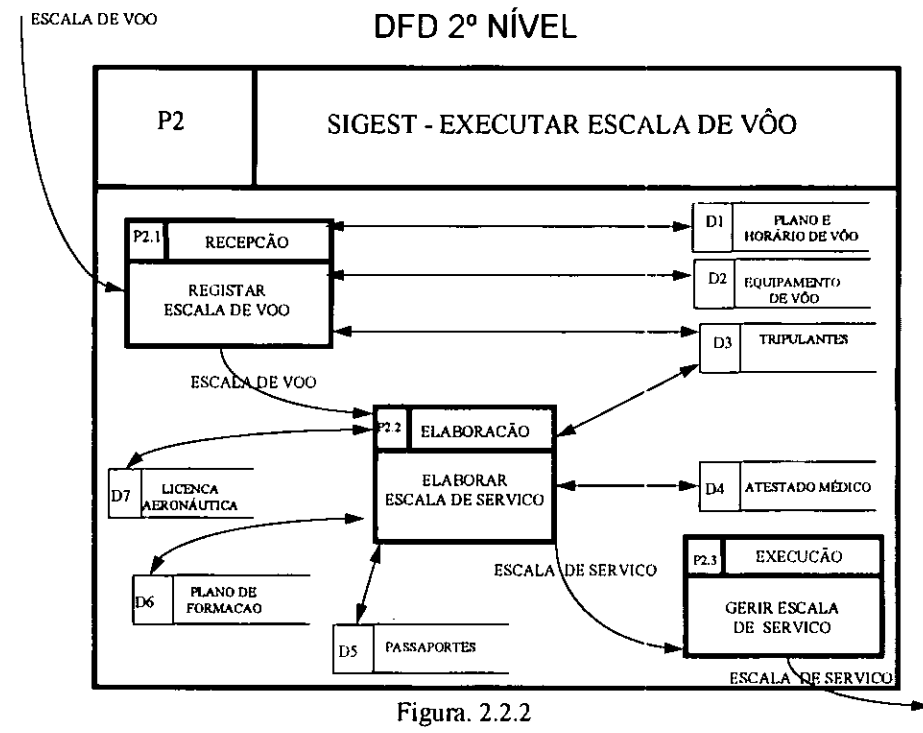 ESCALA DE VOO
DFD 2º NÍVEL
P2
SIGEST - EXECUTAR ESCALA DE VÔO
P2.1
RECEPCÃO
REGISTAR
ESCALA DE VOO
D1
PLANO E
HORÁRIO DE VÔO
D2
EQUIPAMENTO
DE VÔO
D3
TRIPULANTES
ESCALA DE VOO
P2.2
ELABORACÃO
ELABORAR
ESCALA DE SERVICO
D7
LICENCA
AERONÁUTICA
D4
ATESTADO MÉDICO
D6
PLANO DE
FORMACAO
D5
PASSAPORTES
ESCALA DE SERVICO
P2.3
EXECUCÃO
GERIR ESCALA
DE SERVICO
ESCALA DE SERVICO
Figura. 2.2.2